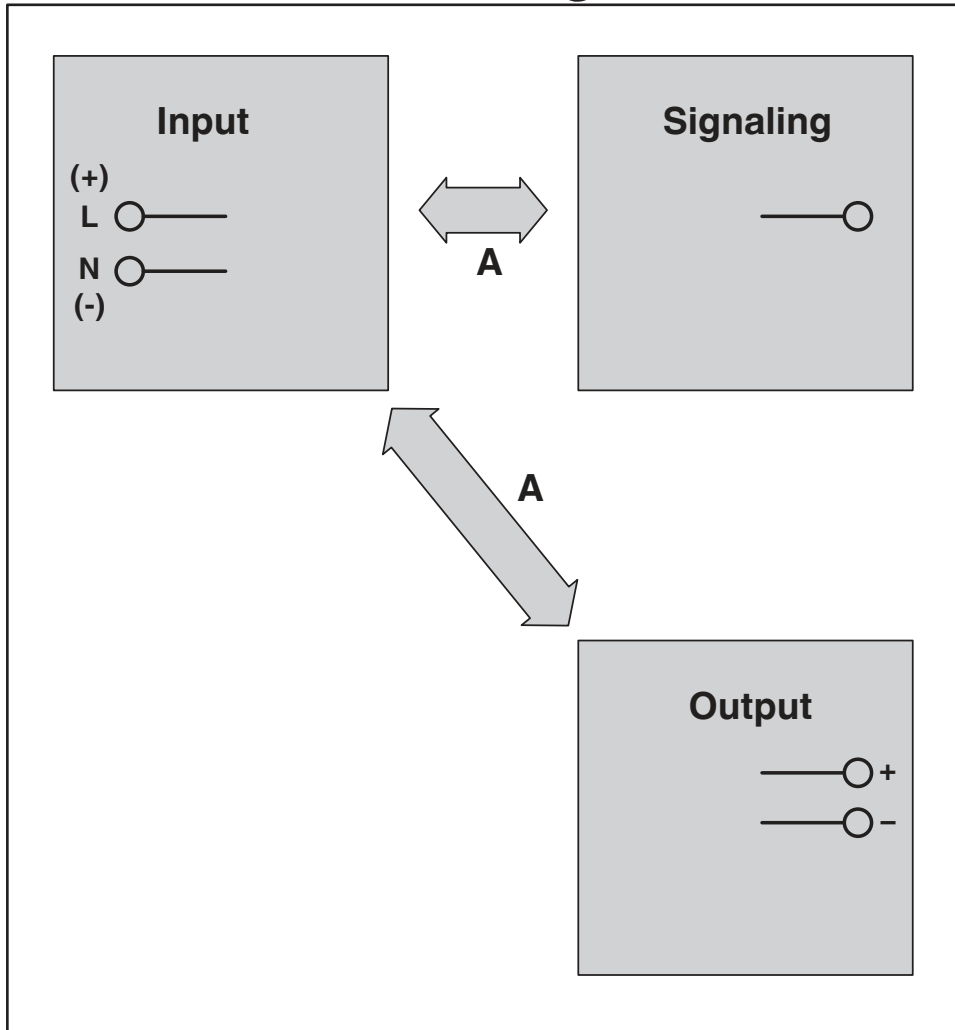 Input
(+)
L
N
(-)
A
Signaling
A
Output
+
–